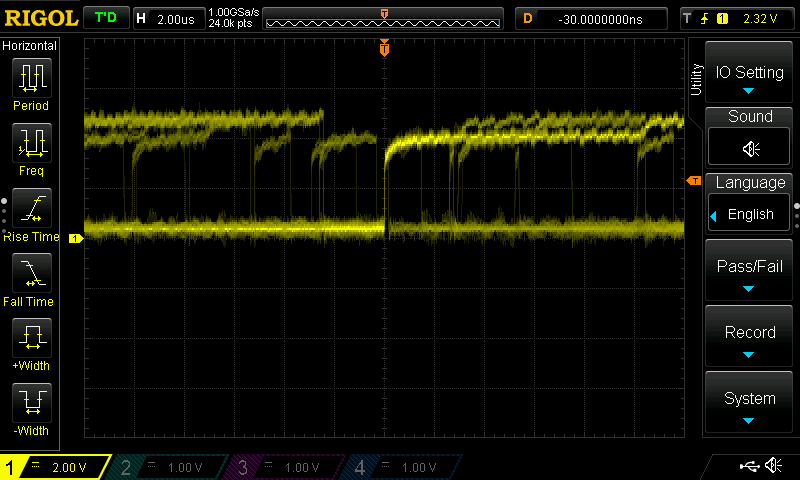 RIGOL T'D H 2.00us 1.00GSa/s 24.0k pts T D -30.0000000ns T 1 2.32 V
Horizontal
Period
Freq
Rise Time
Fall Time
+Width
-Width
T
T
1
Utility
IO Setting
Sound
Language
English
Pass/Fail
Record
System
1 2.00 V 2 1.00 V 3 1.00 V 4 1.00 V